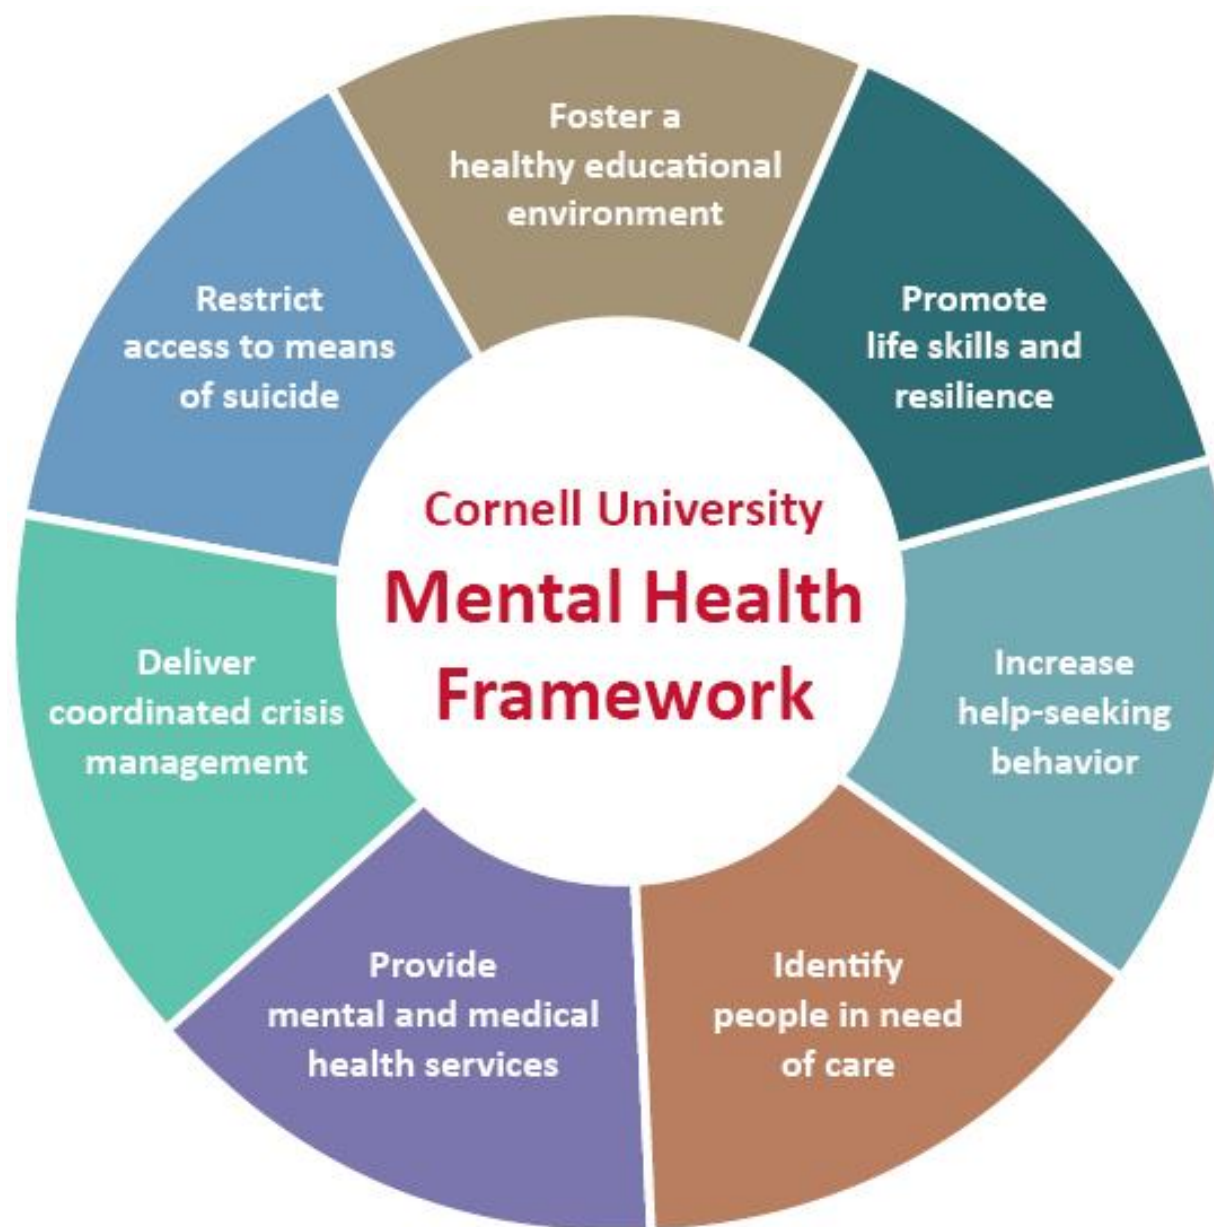 Foster a
healthy educational
environment
Promote
life skills and
resilience
Increase
help-seeking
behavior
Identify
people in need
of care
Provide
mental and medical
health services
Deliver
coordinated crisis
management
Restrict
access to means
of suicide
Cornell University
Mental Health
Framework